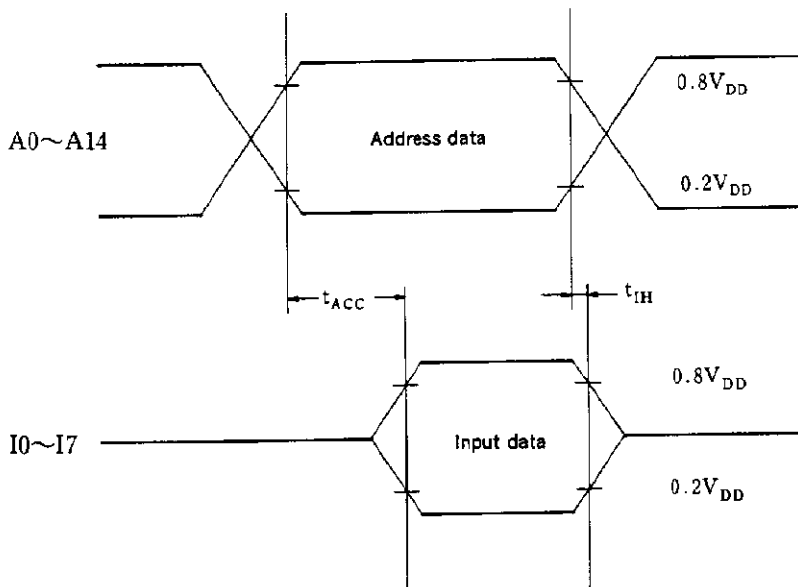 0.8VDD
A0～A14
Address data
0.2VDD
tACC
tIH
0.8VDD
I0～I7
Input data
0.2VDD